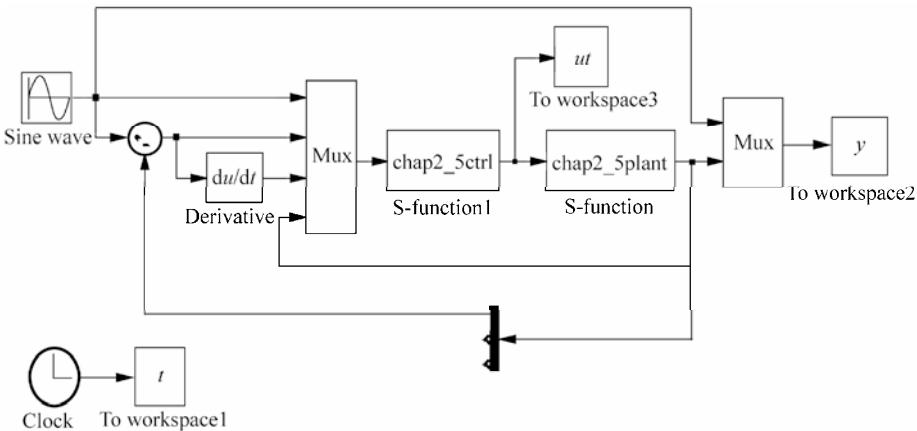 ut
To workspace3
Sine wave
+
-
Mux
du/dt
Derivative
chap2_5ctrl
S-function1
chap2_5plant
S-function
Mux
y
To workspace2
Clock
t
To workspace1